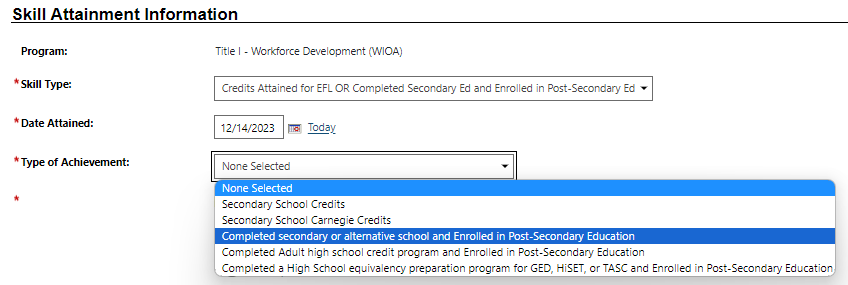 Skill Attainment Information
Program: Title I - Workforce Development (WIOA)
*Skill Type: Credits Attained for EFL OR Completed Secondary Ed and Enrolled in Post-Secondary Ed
*Date Attained: 12/14/2023 Today
*Type of Achievement: None Selected
None Selected
*
Secondary School Credits
Secondary School Carnegie Credits
Completed secondary or alternative school and Enrolled in Post-Secondary Education
Completed Adult high school credit program and Enrolled in Post-Secondary Education
Completed a High School equivalency preparation program for GED, HiSET, or TASC and Enrolled in Post-Secondary Education